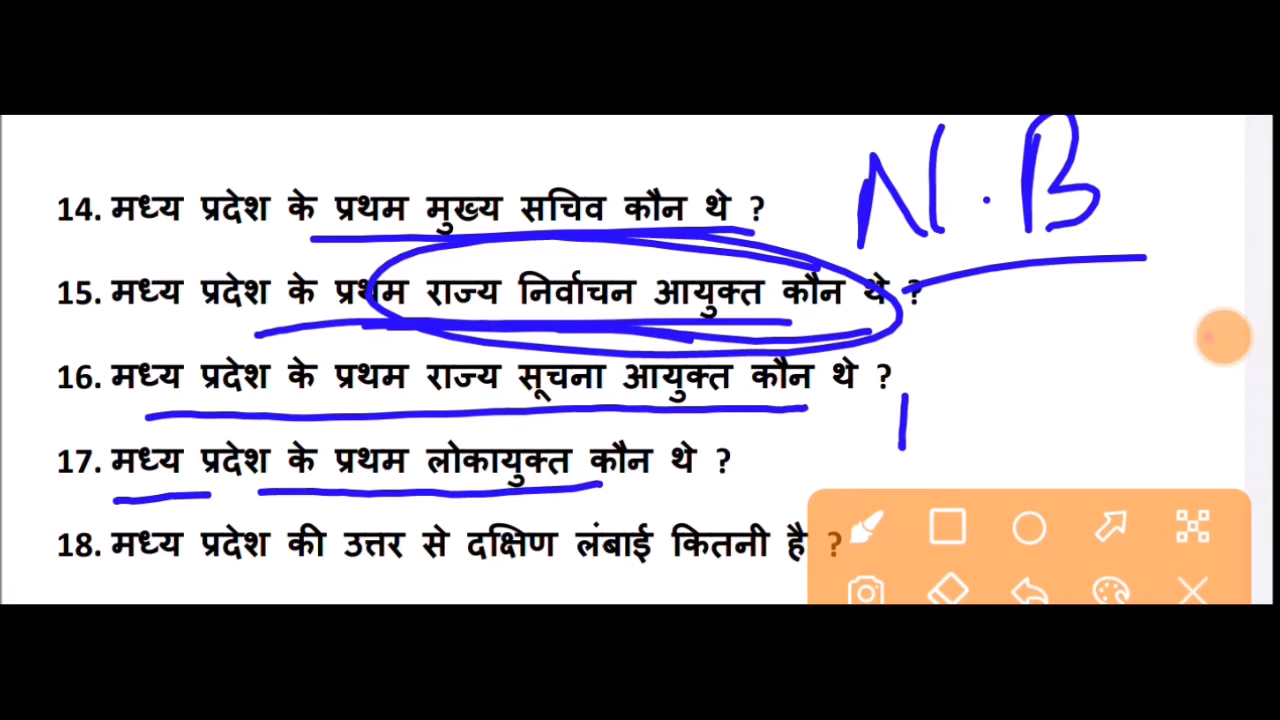 N.B
14. मध्य प्रदेश के प्रथम मुख्य सचिव कौन थे ?
15. मध्य प्रदेश के प्रथम राज्य निर्वाचन आयुक्त कौन थे ?
16. मध्य प्रदेश के प्रथम राज्य सूचना आयुक्त कौन थे ?
17. मध्य प्रदेश के प्रथम लोकायुक्त कौन थे ?
18. मध्य प्रदेश की उत्तर से दक्षिण लंबाई कितनी है ?